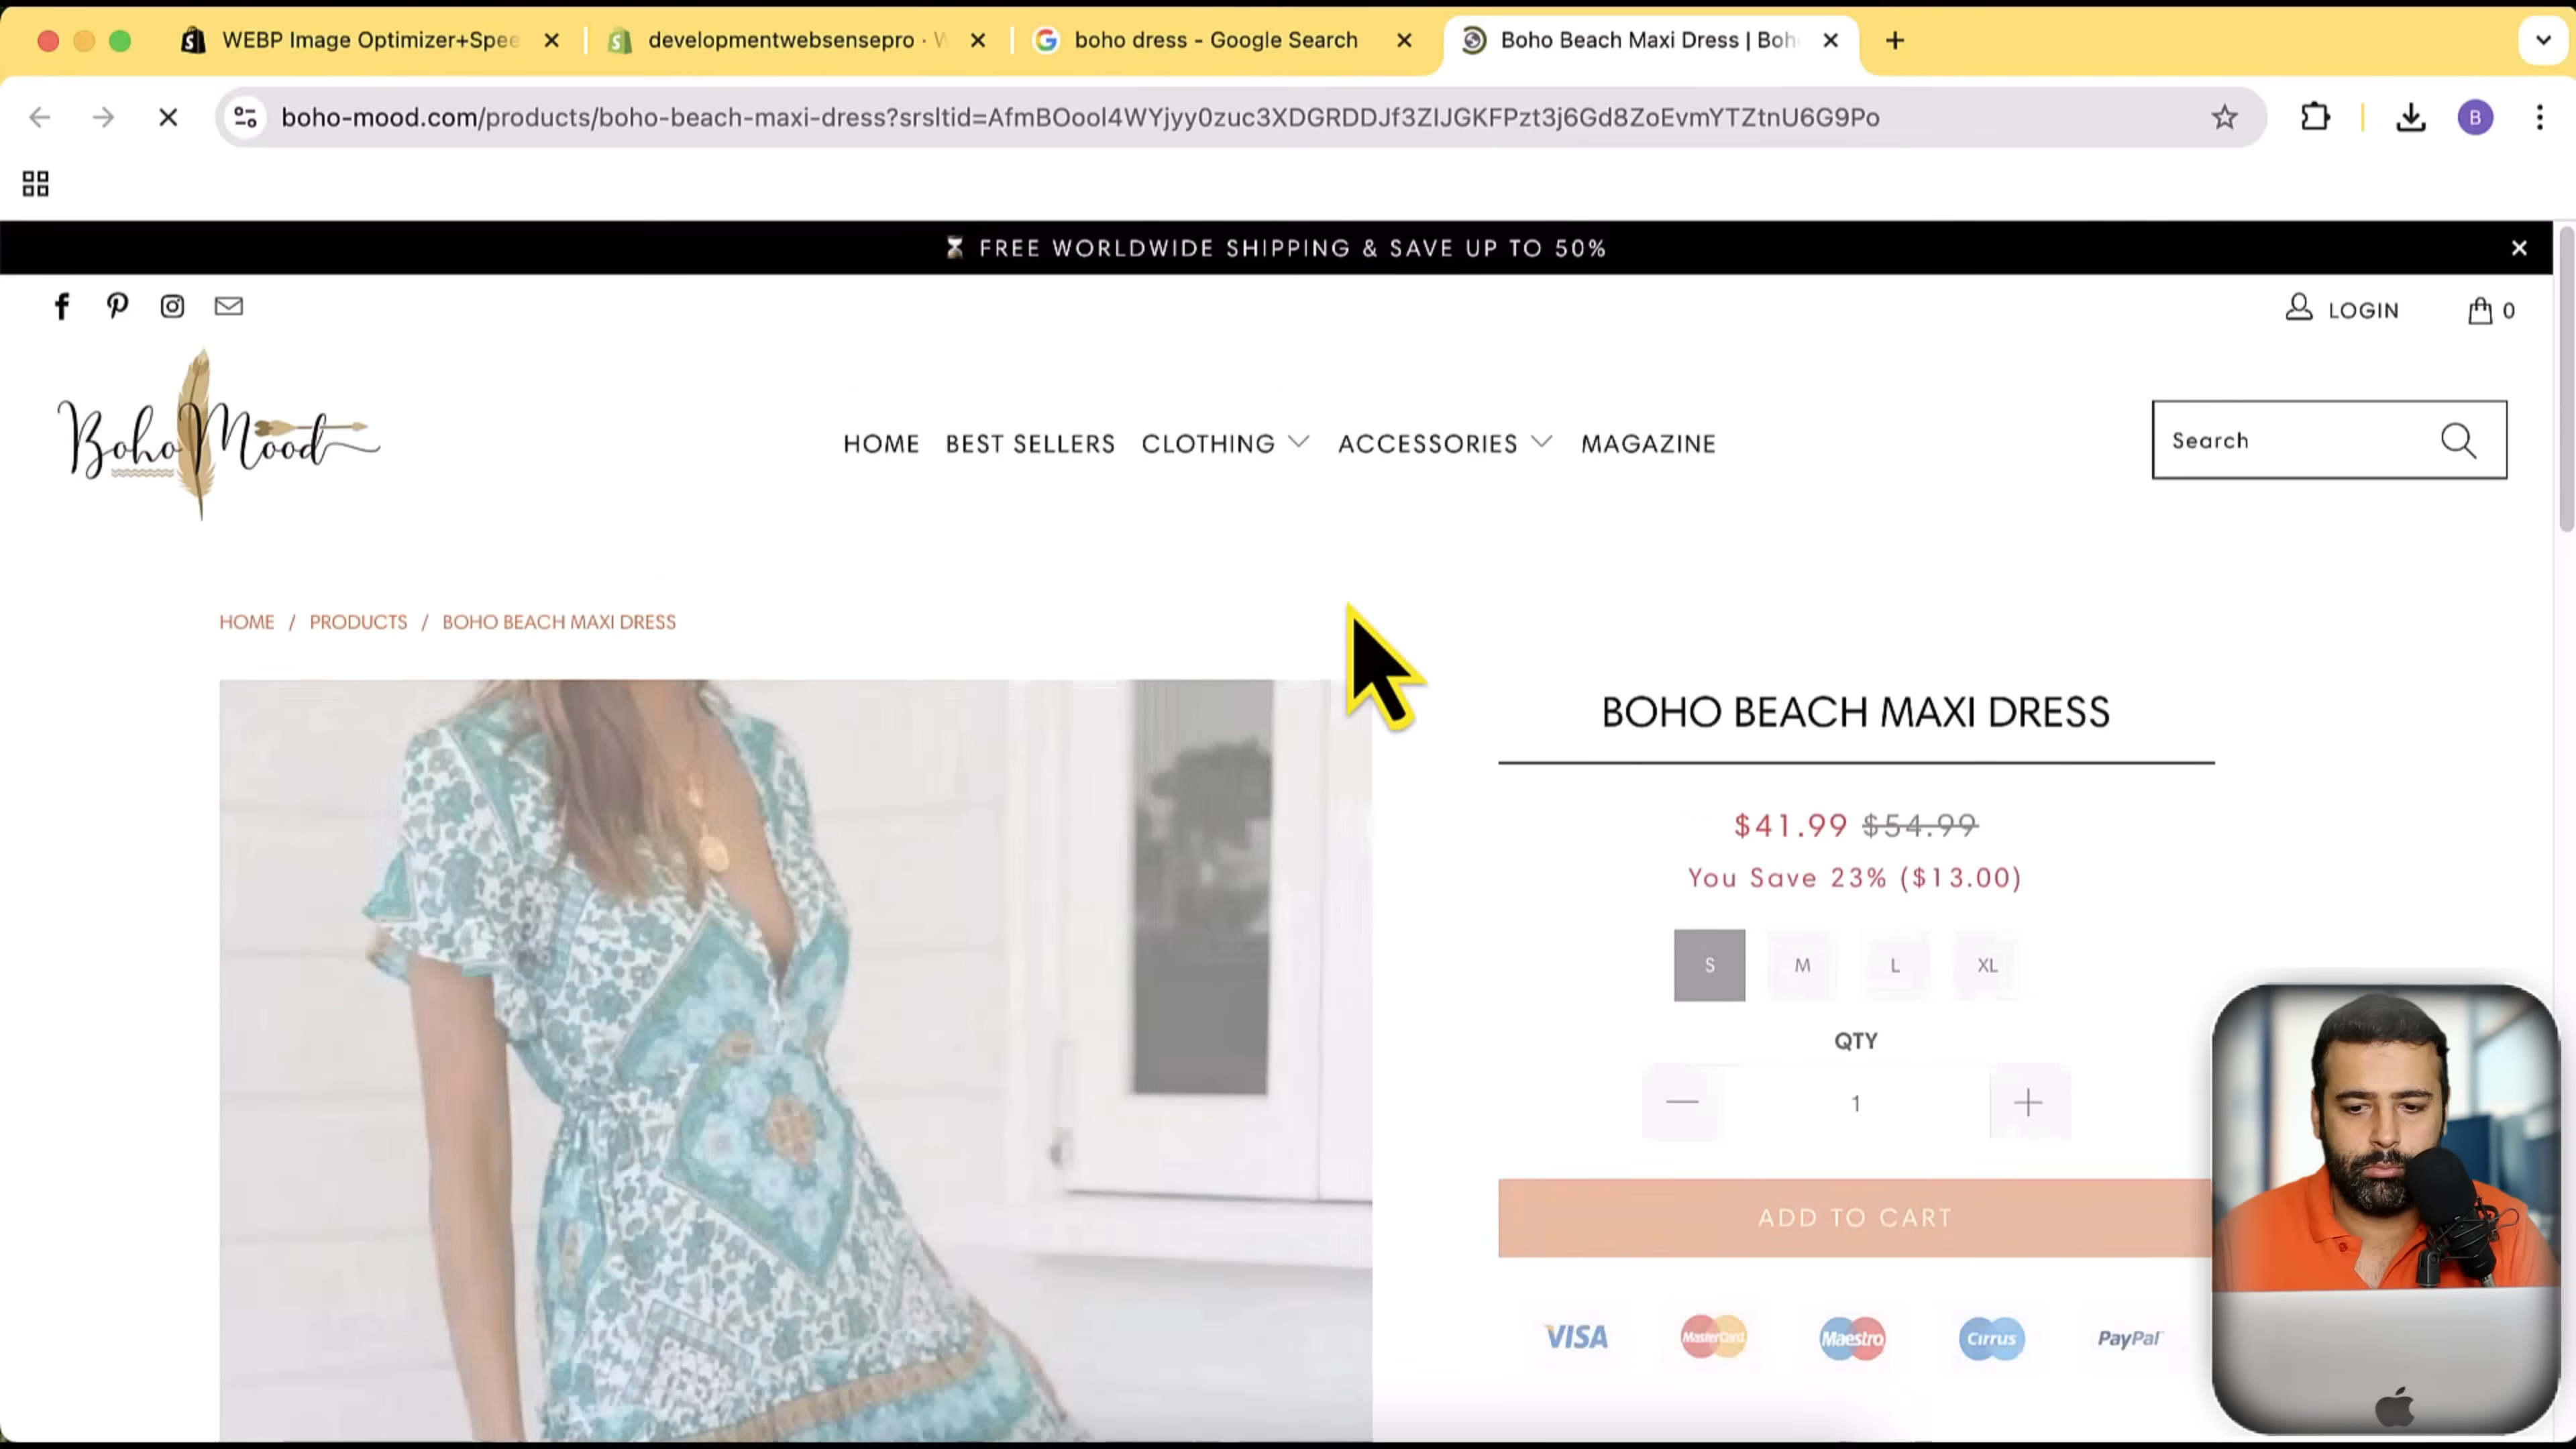 WEBP Image Optimizer+Spee
developmentwebsensepro · W
boho dress - Google Search
Boho Beach Maxi Dress | Boh
boho-mood.com/products/boho-beach-maxi-dress?srsltid=AfmBOool4WYjyy0zuc3XDGRDDJf3ZIJGKFPzt3j6Gd8ZoEvmYTZtnU6G9Po
B
FREE WORLDWIDE SHIPPING & SAVE UP TO 50%
LOGIN
0
Boho Mood
HOME BEST SELLERS CLOTHING ACCESSORIES MAGAZINE
Search
HOME / PRODUCTS / BOHO BEACH MAXI DRESS
BOHO BEACH MAXI DRESS
$41.99 $54.99
You Save 23% ($13.00)
S M L XL
QTY
1
ADD TO CART
VISA MasterCard Maestro Cirrus PayPal